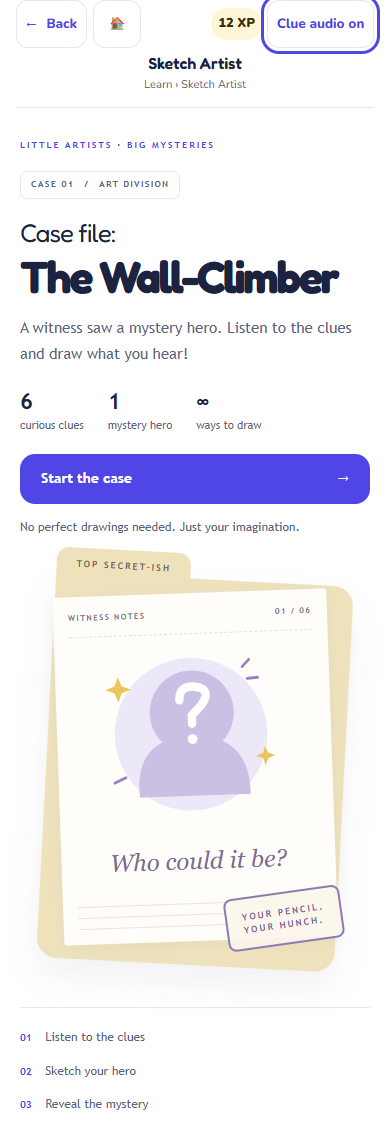 ← Back
12 XP
Clue audio on
Sketch Artist
Learn › Sketch Artist
LITTLE ARTISTS · BIG MYSTERIES
CASE 01 / ART DIVISION
Case file:
The Wall-Climber
A witness saw a mystery hero. Listen to the clues
and draw what you hear!
6
curious clues
1
mystery hero
∞
ways to draw
Start the case →
No perfect drawings needed. Just your imagination.
TOP SECRET-ISH
WITNESS NOTES
01 / 06
?
Who could it be?
YOUR PENCIL.
YOUR HUNCH.
01 Listen to the clues
02 Sketch your hero
03 Reveal the mystery